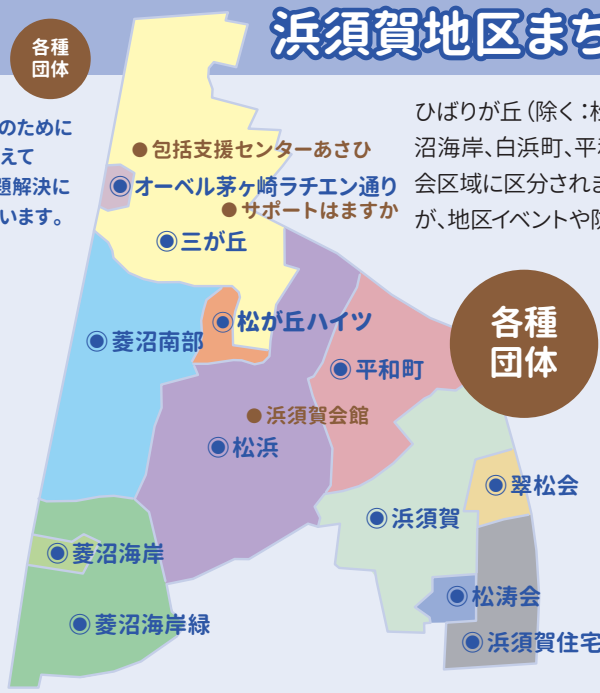 浜須賀地区まち
各種
団体
のために
えて
題解決に
います。
ひばりが丘（除く：松
沼海岸、白浜町、平和
会区域に区分されま
が、地区イベントや防
●包括支援センターあさひ
◉オーベル茅ヶ崎ラチエン通り
●サポートはますか
◉三が丘
◉松が丘ハイツ
◉菱沼南部
◉平和町
各種
団体
●浜須賀会館
◉松浜
◉翠松会
◉浜須賀
◉菱沼海岸
◉松涛会
◉菱沼海岸緑
◉浜須賀住宅